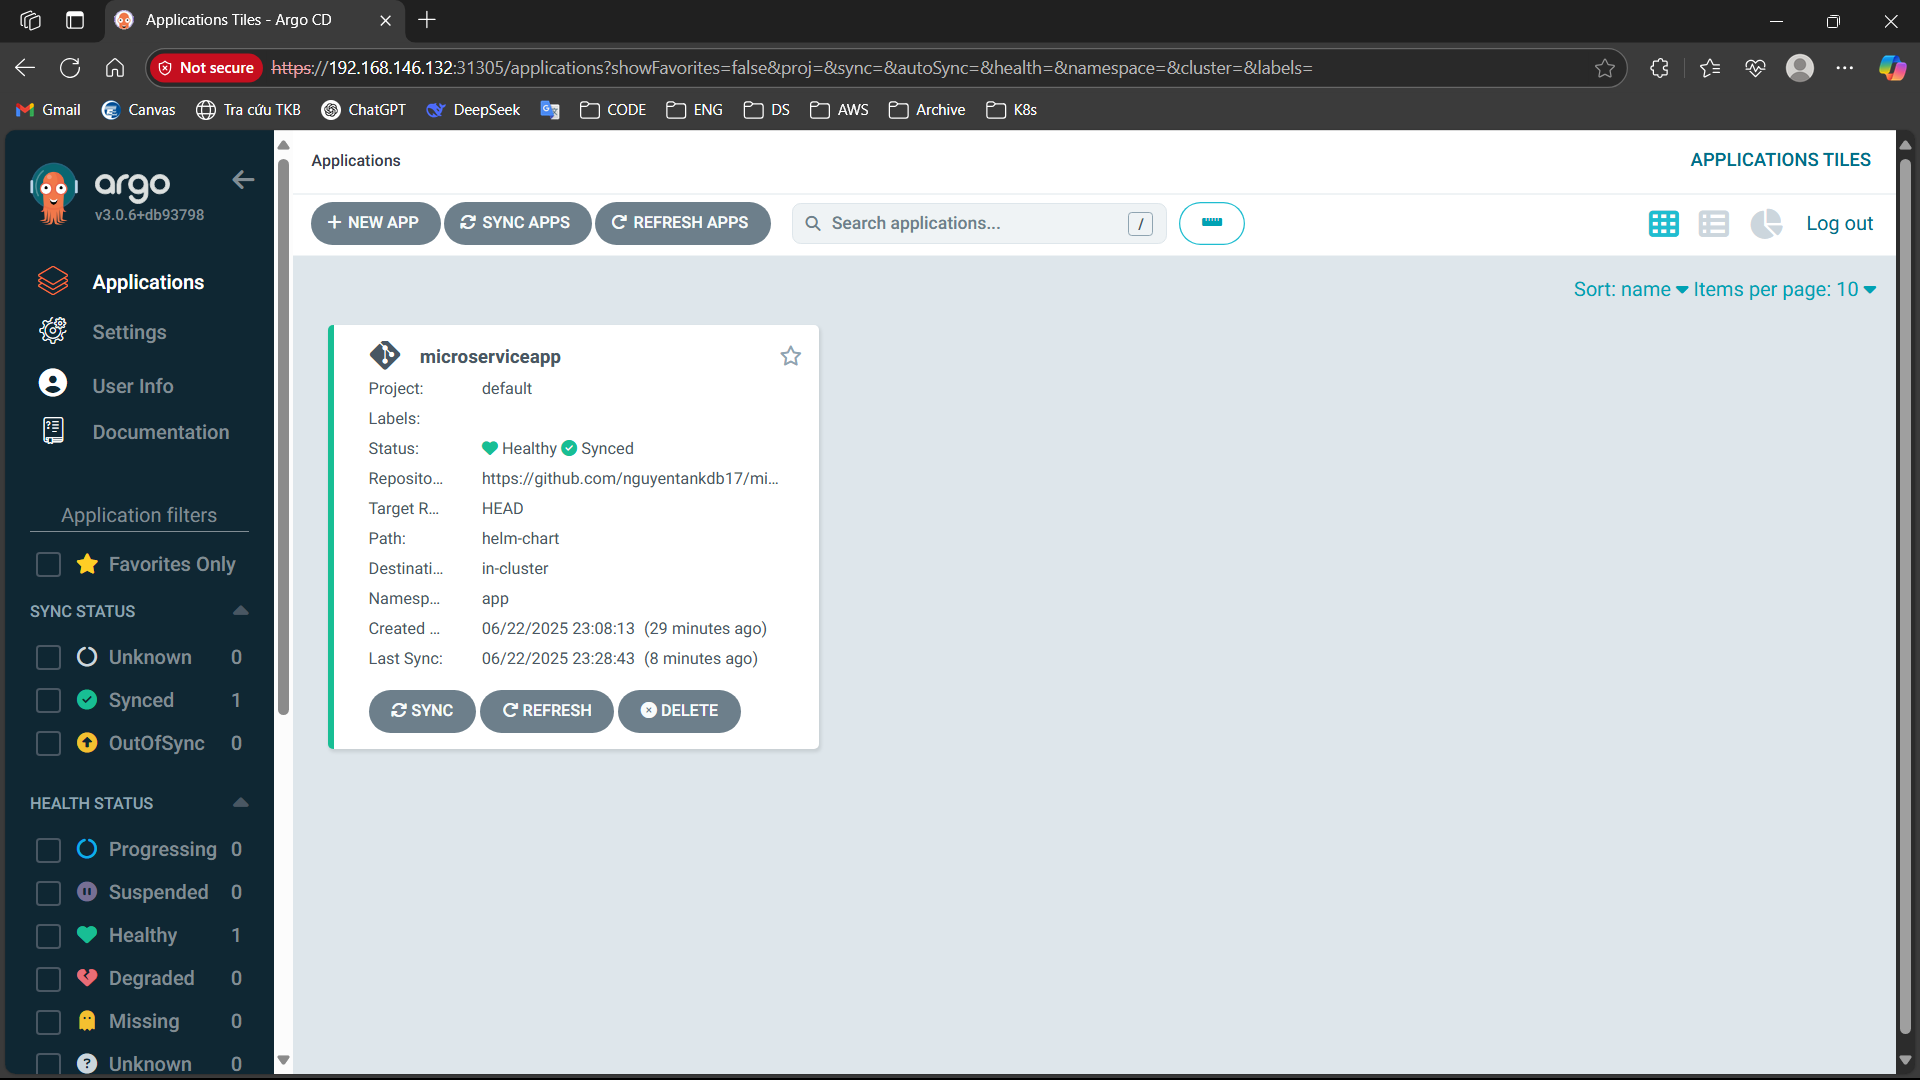 Applications Tiles - Argo CD
Not secure https://192.168.146.132:31305/applications?showFavorites=false&proj=&sync=&autoSync=&health=&namespace=&cluster=&labels=
Gmail Canvas Tra cứu TKB ChatGPT DeepSeek CODE ENG DS AWS Archive K8s
argo
v3.0.6+db93798
Applications
Settings
User Info
Documentation
Application filters
Favorites Only
SYNC STATUS
Unknown 0
Synced 1
OutOfSync 0
HEALTH STATUS
Progressing 0
Suspended 0
Healthy 1
Degraded 0
Missing 0
Unknown 0
Applications
APPLICATIONS TILES
+ NEW APP SYNC APPS REFRESH APPS Search applications... / Log out
Sort: name Items per page: 10
microserviceapp
Project: default
Labels:
Status: Healthy Synced
Reposito... https://github.com/nguyentankdb17/mi...
Target R... HEAD
Path: helm-chart
Destinati... in-cluster
Namesp... app
Created ... 06/22/2025 23:08:13 (29 minutes ago)
Last Sync: 06/22/2025 23:28:43 (8 minutes ago)
SYNC REFRESH DELETE